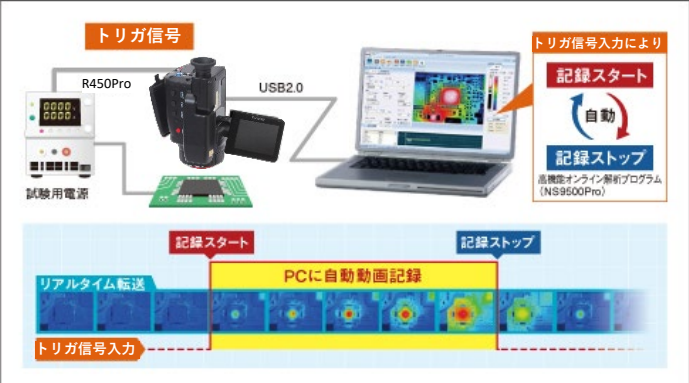 トリガ信号
R450Pro
USB2.0
試験用電源
トリガ信号入力により
記録スタート
自動
記録ストップ
高機能オンライン解析プログラム
(NS9500Pro)
記録スタート
記録ストップ
PCに自動動画記録
リアルタイム転送
トリガ信号入力